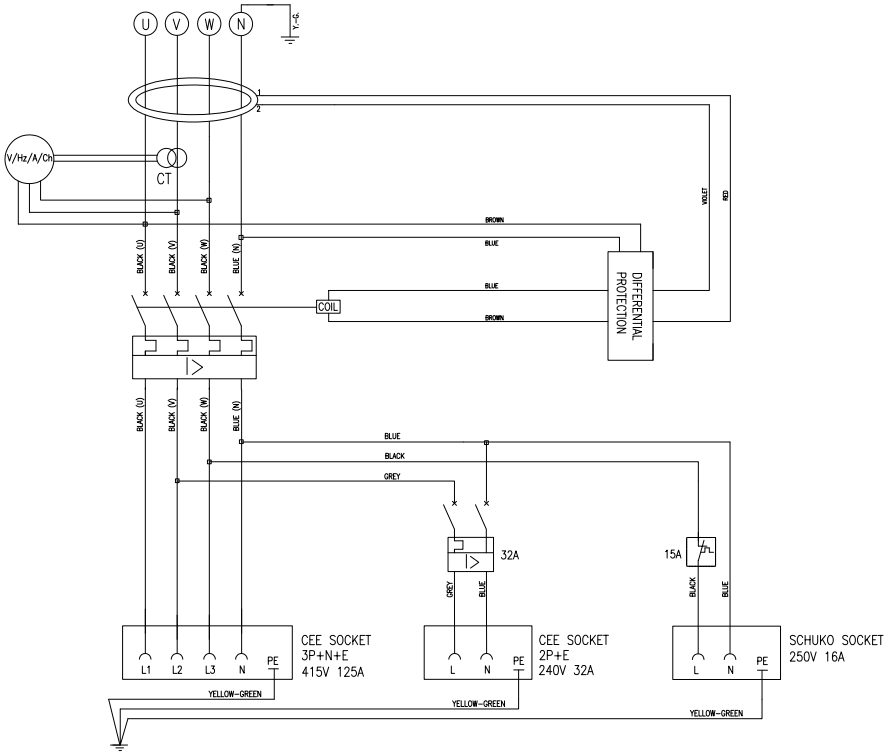 U V W N
Y.-G.
1
2
V/Hz/A/Ch
CT
VIOLET
RED
BROWN
BLUE
BLACK (U)
BLACK (V)
BLACK (W)
BLUE (N)
BLUE
COIL
BROWN
DIFFERENTIAL
PROTECTION
I>
BLACK (U)
BLACK (V)
BLACK (W)
BLUE (N)
BLUE
BLACK
GREY
32A
I>
15A
GREY
BLUE
BLACK
BLUE
L1 L2 L3 N PE
CEE SOCKET
3P+N+E
415V 125A
L N PE
CEE SOCKET
2P+E
240V 32A
L N PE
SCHUKO SOCKET
250V 16A
YELLOW-GREEN
YELLOW-GREEN
YELLOW-GREEN